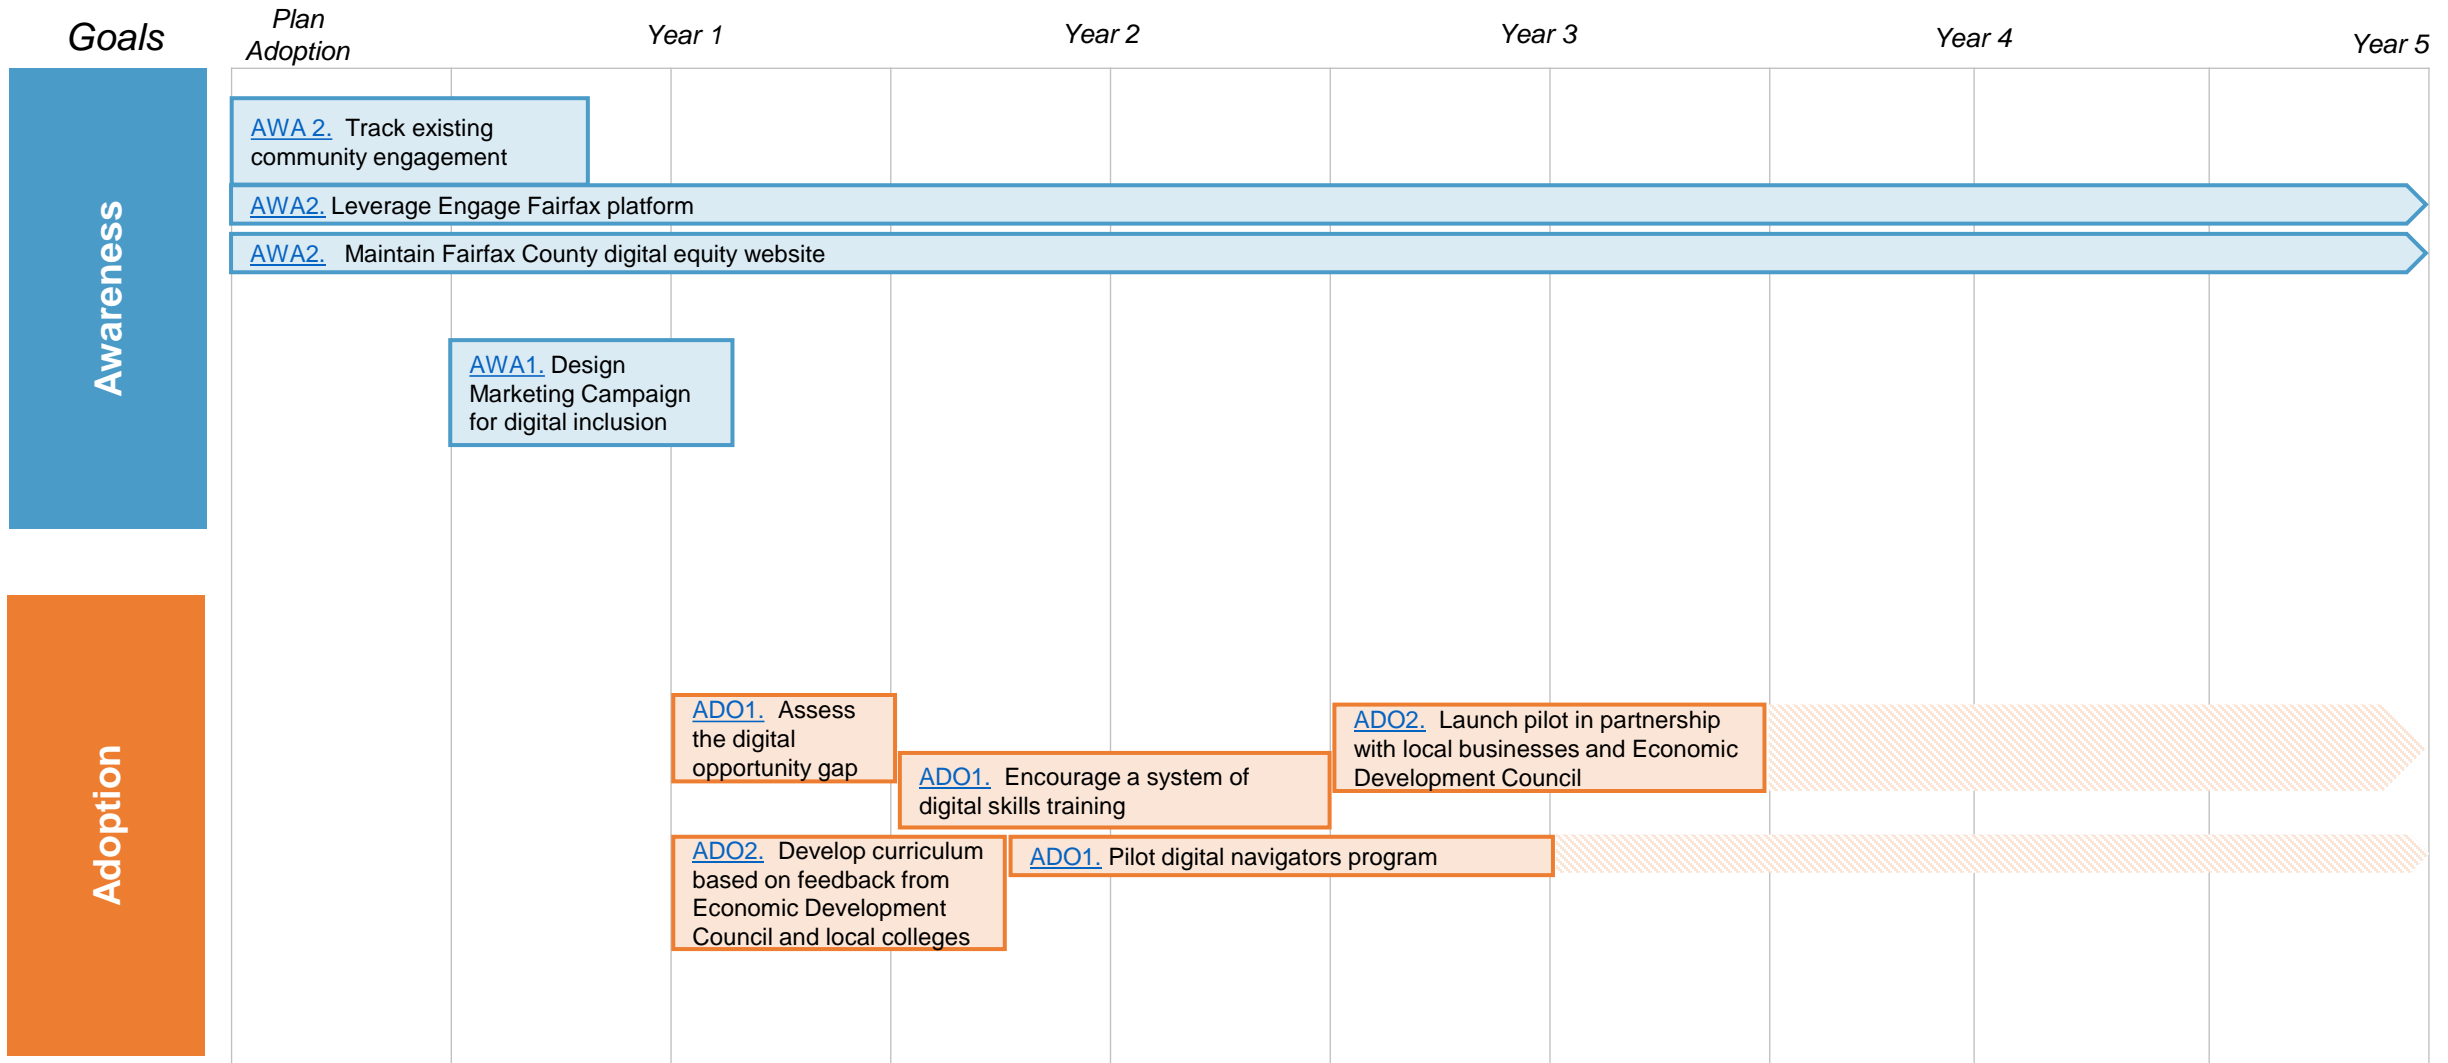 Goals
Plan
Adoption
Year 1
Year 2
Year 3
Year 4
Year 5
Awareness
AWA 2. Track existing
community engagement
AWA2. Leverage Engage Fairfax platform
AWA2. Maintain Fairfax County digital equity website
AWA1. Design
Marketing Campaign
for digital inclusion
Adoption
ADO1. Assess
the digital
opportunity gap
ADO1. Encourage a system of
digital skills training
ADO2. Launch pilot in partnership
with local businesses and Economic
Development Council
ADO2. Develop curriculum
based on feedback from
Economic Development
Council and local colleges
ADO1. Pilot digital navigators program